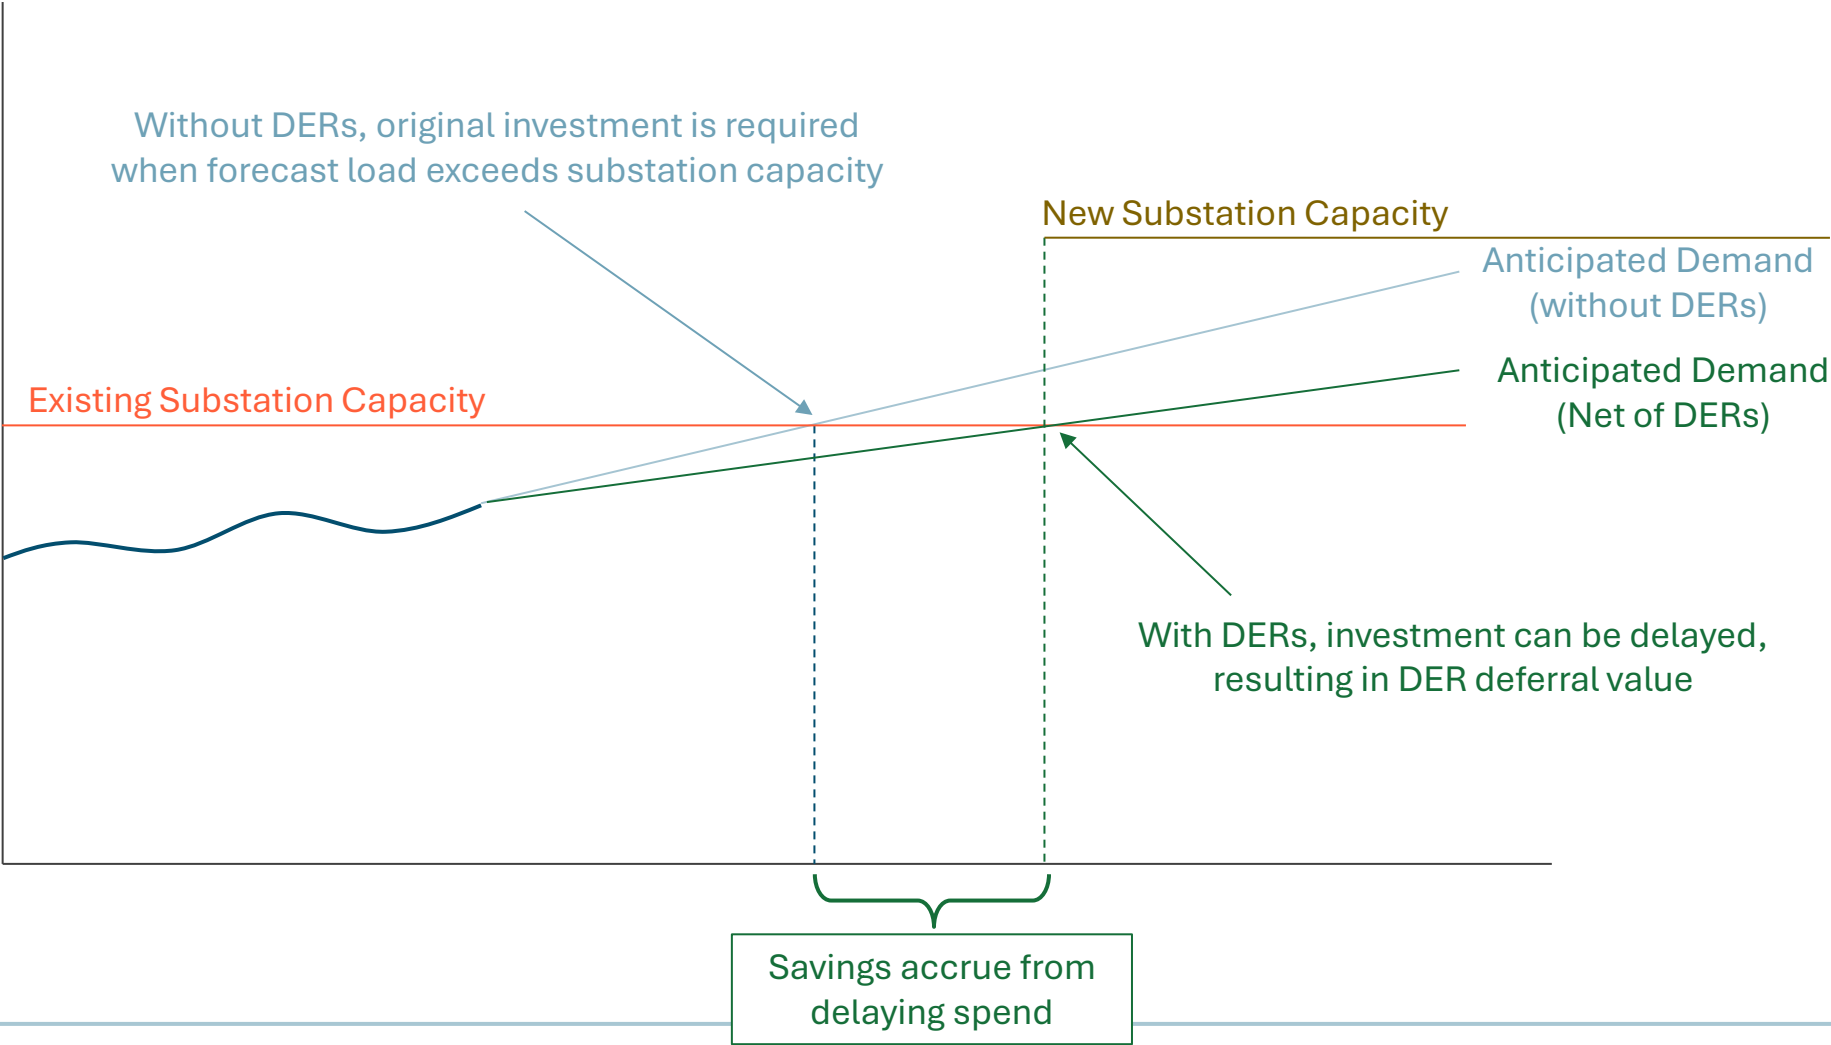 Without DERs, original investment is required
when forecast load exceeds substation capacity
New Substation Capacity
Anticipated Demand
(without DERs)
Anticipated Demand
(Net of DERs)
Existing Substation Capacity
With DERs, investment can be delayed,
resulting in DER deferral value
Savings accrue from
delaying spend